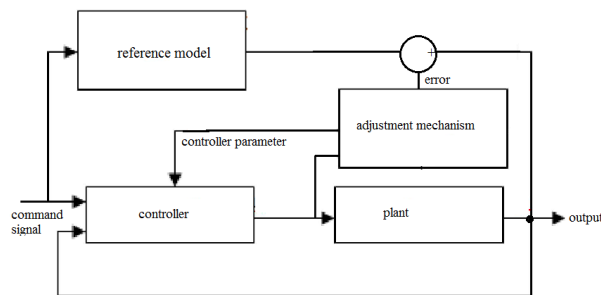 reference model
+
error
adjustment mechanism
controller parameter
command
signal
controller
plant
output